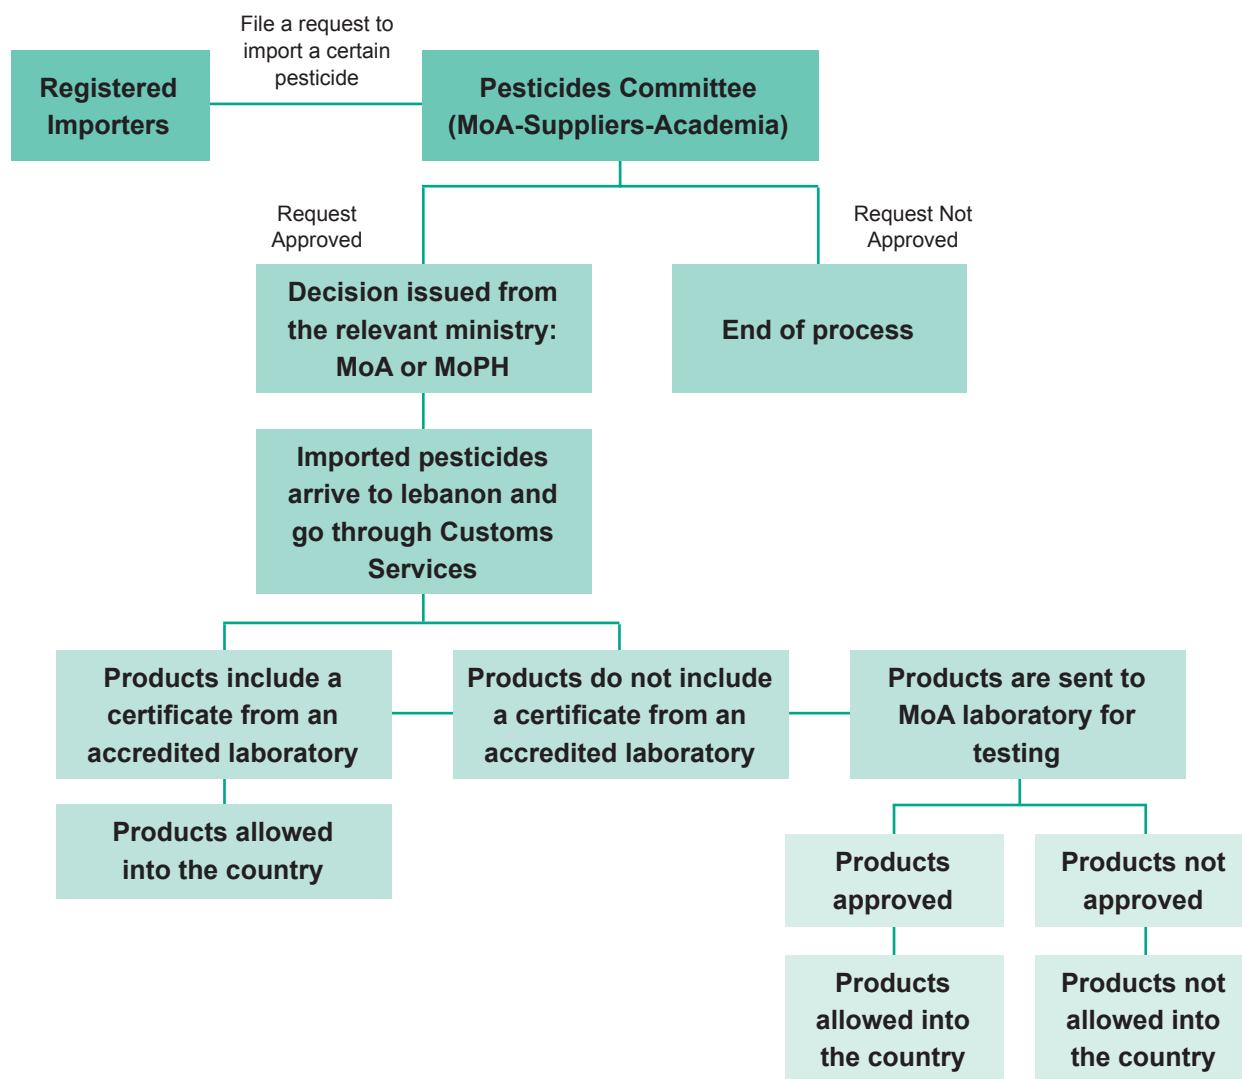 File a request to
import a certain
pesticide
Registered
Importers
Pesticides Committee
(MoA-Suppliers-Academia)
Request
Approved
Request Not
Approved
Decision issued from
the relevant ministry:
MoA or MoPH
End of process
Imported pesticides
arrive to lebanon and
go through Customs
Services
Products include a
certificate from an
accredited laboratory
Products do not include
a certificate from an
accredited laboratory
Products are sent to
MoA laboratory for
testing
Products allowed
into the country
Products
approved
Products not
approved
Products
allowed into
the country
Products not
allowed into
the country